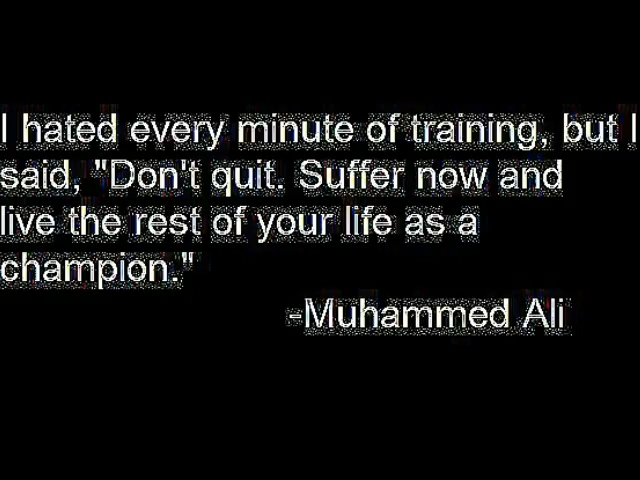 I hated every minute of training, but I
said, "Don't quit. Suffer now and
live the rest of your life as a
champion."
-Muhammed Ali